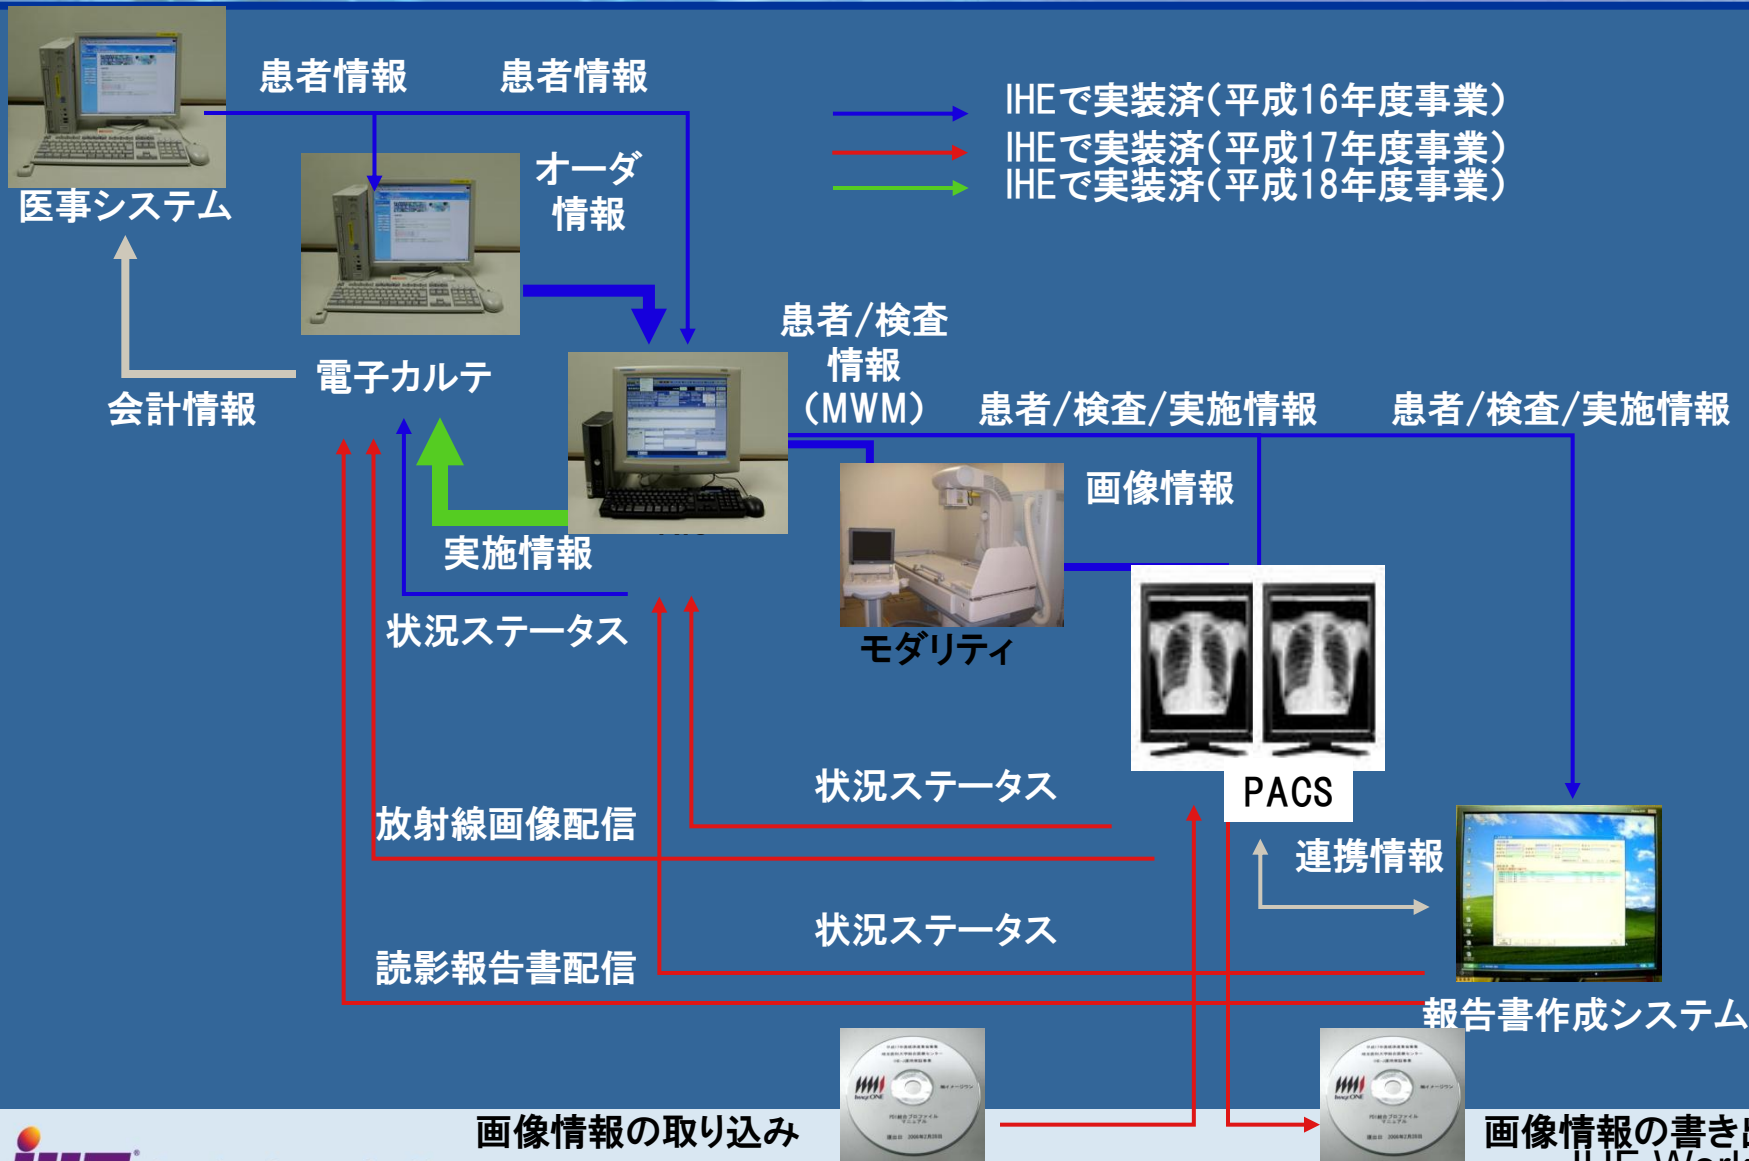 患者情報
患者情報
IHEで実装済(平成16年度事業)
IHEで実装済(平成17年度事業)
IHEで実装済(平成18年度事業)
医事システム
オーダ
情報
患者/検査
情報
(MWM)
電子カルテ
会計情報
患者/検査/実施情報
患者/検査/実施情報
画像情報
実施情報
状況ステータス
モダリティ
状況ステータス
PACS
放射線画像配信
連携情報
状況ステータス
読影報告書配信
報告書作成システム
画像情報の取り込み
画像情報の書き